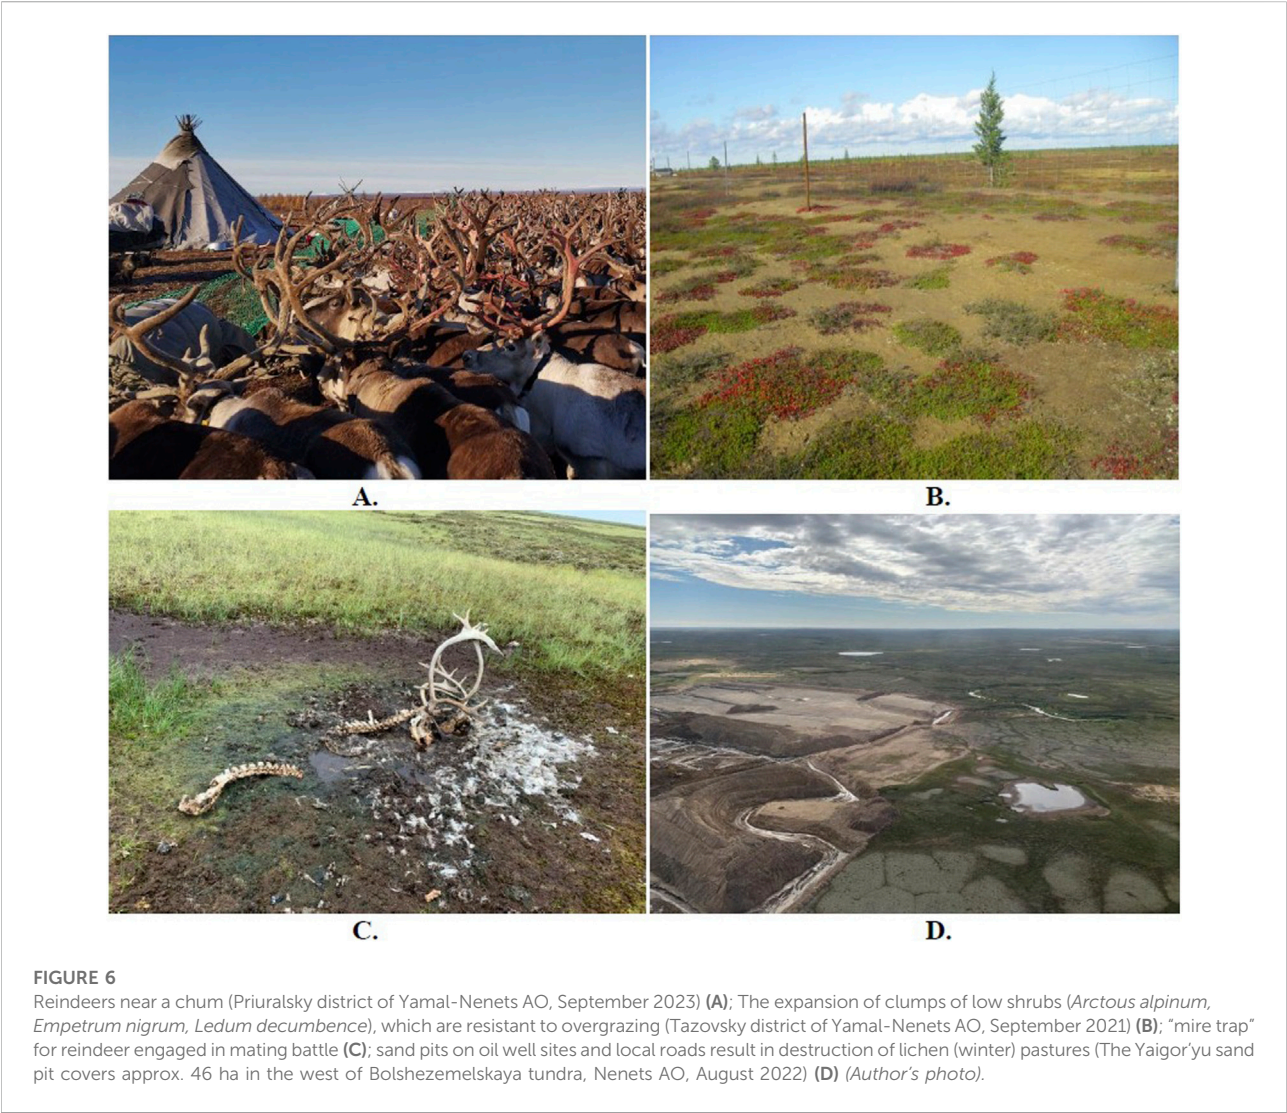 A.
B.
C.
D.
FIGURE 6
Reindeers near a chum (Priuralsky district of Yamal-Nenets AO, September 2023) (A); The expansion of clumps of low shrubs (Arctous alpinum,
Empetrum nigrum, Ledum decumbence), which are resistant to overgrazing (Tazovsky district of Yamal-Nenets AO, September 2021) (B); “mire trap”
for reindeer engaged in mating battle (C); sand pits on oil well sites and local roads result in destruction of lichen (winter) pastures (The Yaigor’yu sand
pit covers approx. 46 ha in the west of Bolshezemelskaya tundra, Nenets AO, August 2022) (D) (Author’s photo).